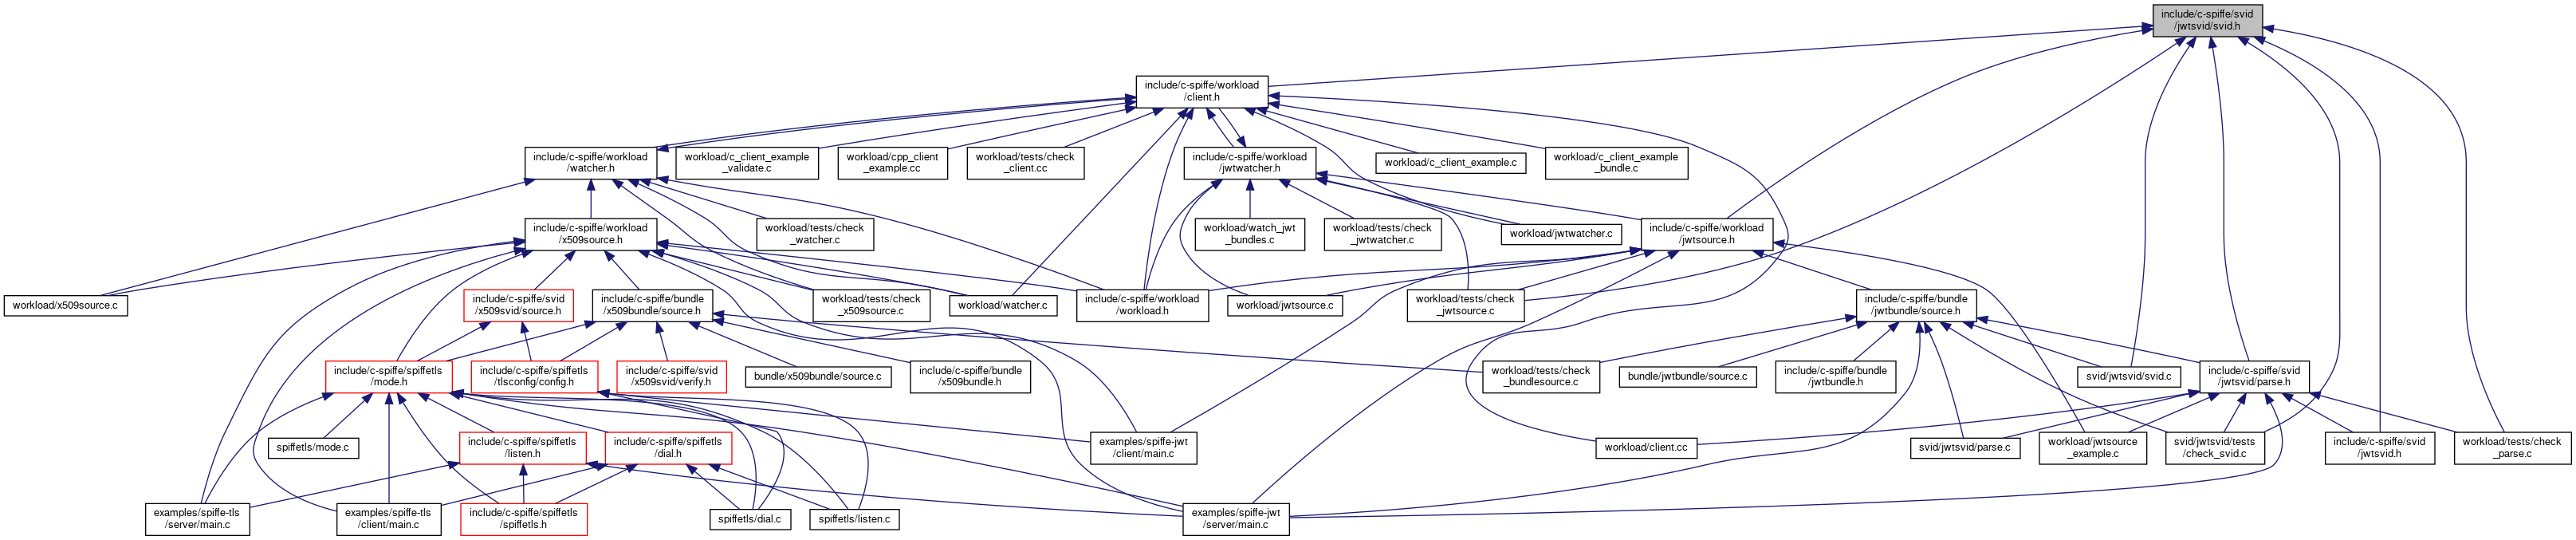 include/c-spiffe/svid
/jwtsvid/svid.h
include/c-spiffe/workload
/client.h
include/c-spiffe/workload
/watcher.h
workload/c_client_example
_validate.c
workload/cpp_client
_example.cc
workload/tests/check
_client.cc
include/c-spiffe/workload
/jwtwatcher.h
workload/c_client_example.c
workload/c_client_example
_bundle.c
include/c-spiffe/workload
/x509source.h
workload/tests/check
_watcher.c
workload/watch_jwt
_bundles.c
workload/tests/check
_jwtwatcher.c
workload/jwtwatcher.c
include/c-spiffe/workload
/jwtsource.h
workload/x509source.c
include/c-spiffe/svid
/x509svid/source.h
include/c-spiffe/bundle
/x509bundle/source.h
workload/tests/check
_x509source.c
workload/watcher.c
include/c-spiffe/workload
/workload.h
workload/jwtsource.c
workload/tests/check
_jwtsource.c
include/c-spiffe/bundle
/jwtbundle/source.h
include/c-spiffe/spiffetls
/mode.h
include/c-spiffe/spiffetls
/tlsconfig/config.h
include/c-spiffe/svid
/x509svid/verify.h
bundle/x509bundle/source.c
include/c-spiffe/bundle
/x509bundle.h
workload/tests/check
_bundlesource.c
bundle/jwtbundle/source.c
include/c-spiffe/bundle
/jwtbundle.h
svid/jwtsvid/svid.c
include/c-spiffe/svid
/jwtsvid/parse.h
spiffetls/mode.c
include/c-spiffe/spiffetls
/listen.h
include/c-spiffe/spiffetls
/dial.h
examples/spiffe-jwt
/client/main.c
workload/client.cc
svid/jwtsvid/parse.c
workload/jwtsource
_example.c
svid/jwtsvid/tests
/check_svid.c
include/c-spiffe/svid
/jwtsvid.h
workload/tests/check
_parse.c
examples/spiffe-tls
/server/main.c
examples/spiffe-tls
/client/main.c
include/c-spiffe/spiffetls
/spiffetls.h
spiffetls/dial.c
spiffetls/listen.c
examples/spiffe-jwt
/server/main.c